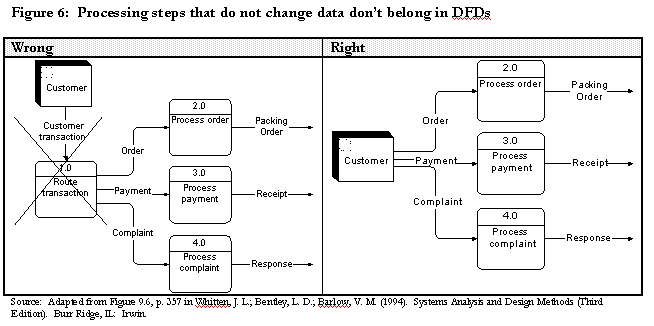 Figure 6: Processing steps that do not change data don't belong in DFDs
Wrong
Customer
Customer
transaction
1.0
Route
transaction
Order
Payment
Complaint
2.0
Process order
Packing
Order
3.0
Process
payment
Receipt
4.0
Process
complaint
Response
Right
Customer
Order
Payment
Complaint
2.0
Process order
Packing
Order
3.0
Process
payment
Receipt
4.0
Process
complaint
Response
Source: Adapted from Figure 9.6, p. 357 in Whitten, J. L.; Bentley, L. D.; Barlow, V. M. (1994). Systems Analysis and Design Methods (Third
Edition). Burr Ridge, IL: Irwin.